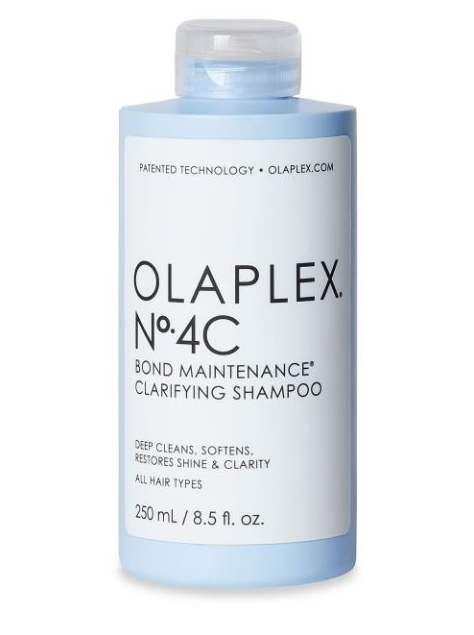 PATENTED TECHNOLOGY • OLAPLEX.COM
OLAPLEX.
Nº.4C
BOND MAINTENANCE®
CLARIFYING SHAMPOO
DEEP CLEANS, SOFTENS,
RESTORES SHINE & CLARITY
ALL HAIR TYPES
250 mL / 8.5 fl. oz.